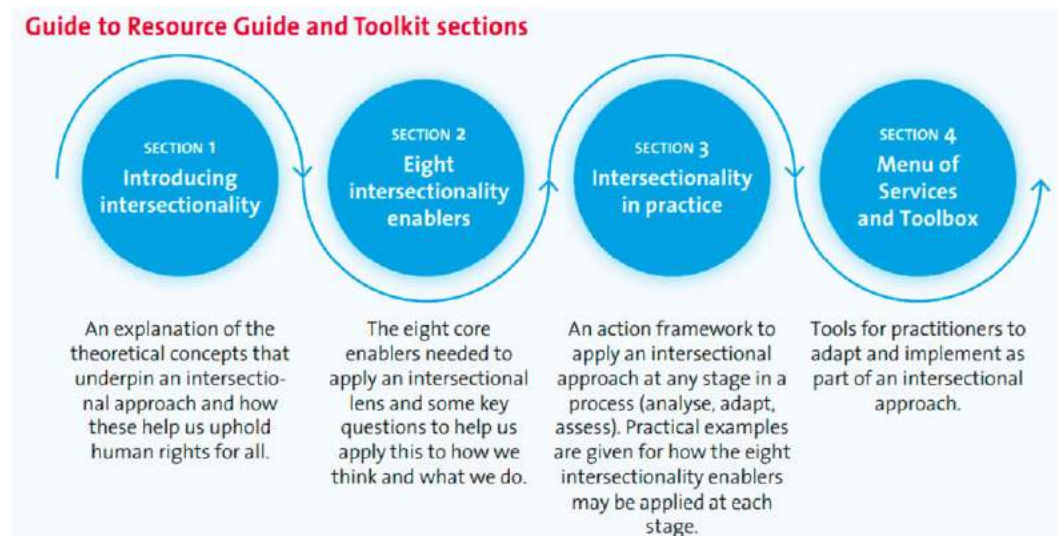 Guide to Resource Guide and Toolkit sections
SECTION 1
Introducing
intersectionality
SECTION 2
Eight
intersectionality
enablers
SECTION 3
Intersectionality
in practice
SECTION 4
Menu of
Services
and Toolbox
An explanation of the
theoretical concepts that
underpin an intersectio-
nal approach and how
these help us uphold
human rights for all.
The eight core
enablers needed to
apply an intersectional
lens and some key
questions to help us
apply this to how we
think and what we do.
An action framework to
apply an intersectional
approach at any stage in a
process (analyse, adapt,
assess). Practical examples
are given for how the eight
intersectionality enablers
may be applied at each
stage.
Tools for practitioners to
adapt and implement as
part of an intersectional
approach.